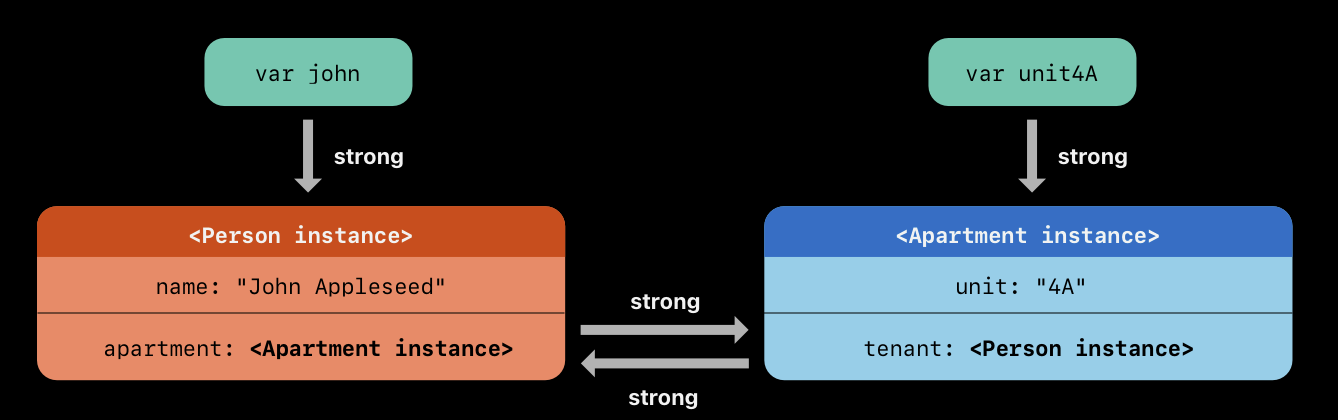 var john
var unit4A
strong
strong
<Person instance>
name: "John Appleseed"
apartment: <Apartment instance>
strong
strong
<Apartment instance>
unit: "4A"
tenant: <Person instance>